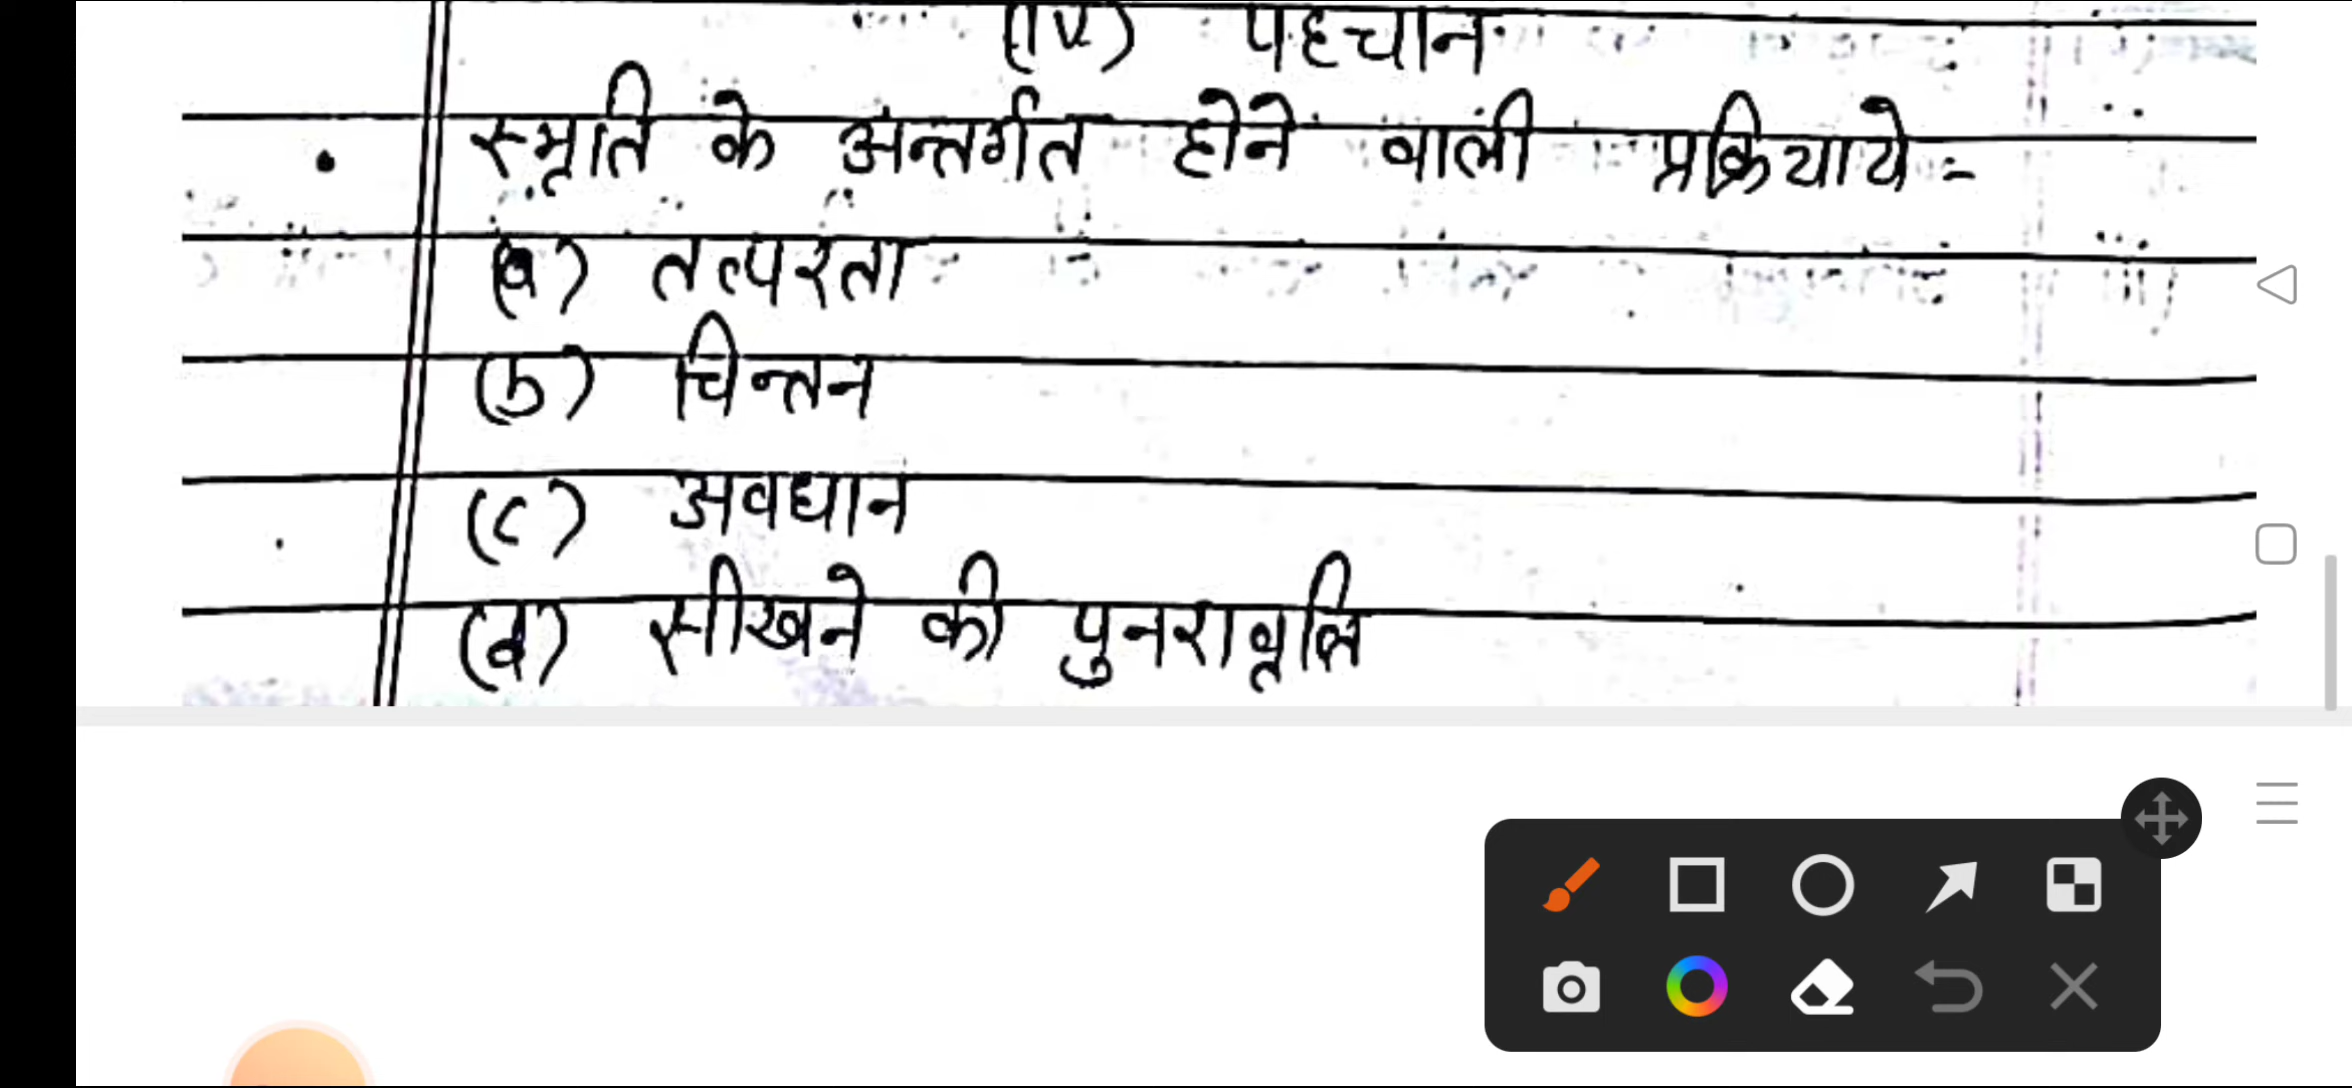 (iv) पहचान
• स्मृति के अन्तर्गत होने वाली प्रक्रियाये :-
(a) तत्परता
(b) चिन्तन
(c) अवधान
(d) सीखने की पुनरावृत्ति